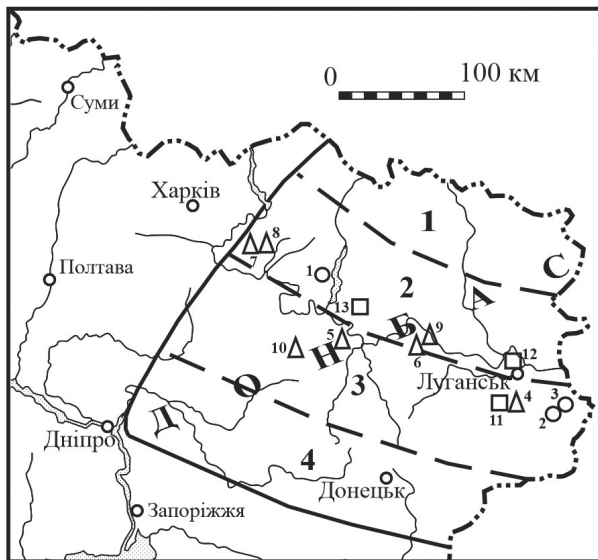 0 100 км
Суми
Харків
1
С
8
7
1
Полтава
2
А
13
Б
9
5
10
Н
6
12
3
Луганськ
О
4
3
11
2
Д
Дніпро
4
Донецьк
Запоріжжя